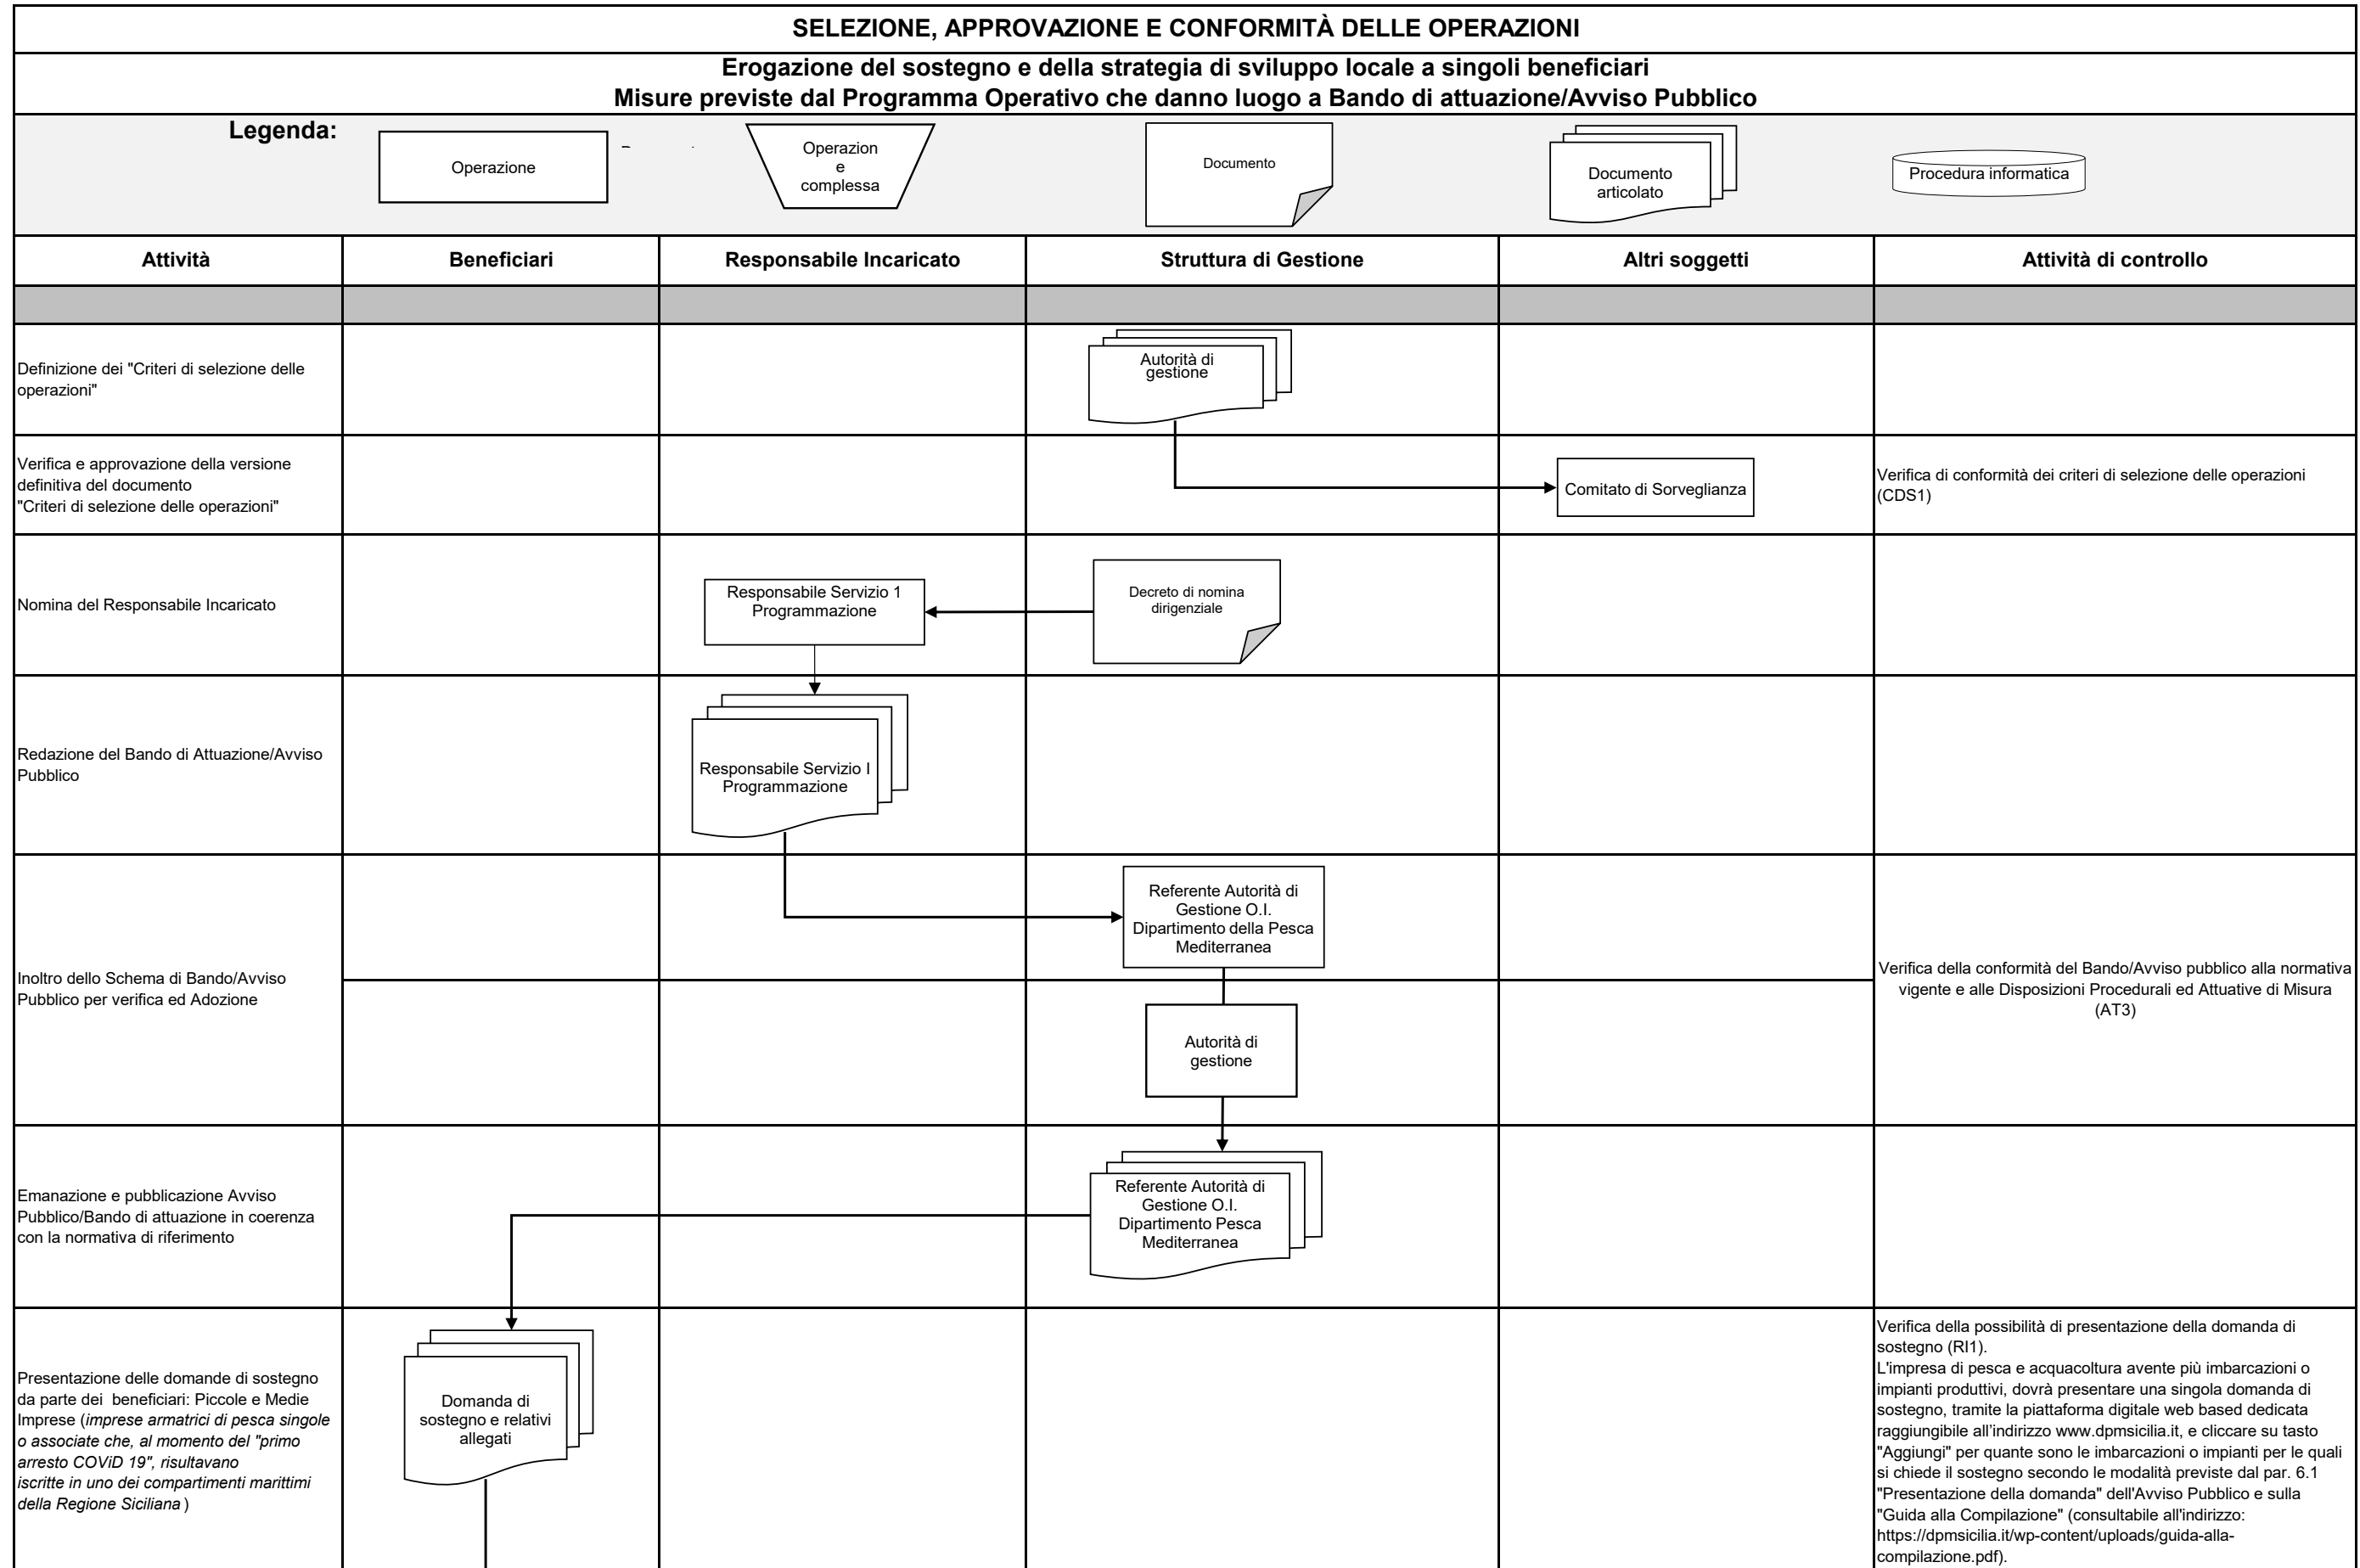 SELEZIONE, APPROVAZIONE E CONFORMITÀ DELLE OPERAZIONI
Erogazione del sostegno e della strategia di sviluppo locale a singoli beneficiari
Misure previste dal Programma Operativo che danno luogo a Bando di attuazione/Avviso Pubblico
Legenda:
Operazione
Operazion
e
complessa
Documento
Documento
articolato
Procedura informatica
Attività
Beneficiari
Responsabile Incaricato
Struttura di Gestione
Altri soggetti
Attività di controllo
Definizione dei "Criteri di selezione delle
operazioni"
Autorità di
gestione
Verifica e approvazione della versione
definitiva del documento
"Criteri di selezione delle operazioni"
Comitato di Sorveglianza
Verifica di conformità dei criteri di selezione delle operazioni
(CDS1)
Nomina del Responsabile Incaricato
Responsabile Servizio 1
Programmazione
Decreto di nomina
dirigenziale
Redazione del Bando di Attuazione/Avviso
Pubblico
Responsabile Servizio I
Programmazione
Inoltro dello Schema di Bando/Avviso
Pubblico per verifica ed Adozione
Referente Autorità di
Gestione O.I.
Dipartimento della Pesca
Mediterranea
Autorità di
gestione
Verifica della conformità del Bando/Avviso pubblico alla normativa
vigente e alle Disposizioni Procedurali ed Attuative di Misura
(AT3)
Emanazione e pubblicazione Avviso
Pubblico/Bando di attuazione in coerenza
con la normativa di riferimento
Referente Autorità di
Gestione O.I.
Dipartimento Pesca
Mediterranea
Presentazione delle domande di sostegno
da parte dei  beneficiari: Piccole e Medie
Imprese (imprese armatrici di pesca singole
o associate che, al momento del "primo
arresto COViD 19", risultavano
iscritte in uno dei compartimenti marittimi
della Regione Siciliana )
Domanda di
sostegno e relativi
allegati
Verifica della possibilità di presentazione della domanda di
sostegno (RI1).
L'impresa di pesca e acquacoltura avente più imbarcazioni o
impianti produttivi, dovrà presentare una singola domanda di
sostegno, tramite la piattaforma digitale web based dedicata
raggiungibile all’indirizzo www.dpmsicilia.it, e cliccare su tasto
"Aggiungi" per quante sono le imbarcazioni o impianti per le quali
si chiede il sostegno secondo le modalità previste dal par. 6.1
"Presentazione della domanda" dell'Avviso Pubblico e sulla
"Guida alla Compilazione" (consultabile all'indirizzo:
https://dpmsicilia.it/wp-content/uploads/guida-alla-
compilazione.pdf).